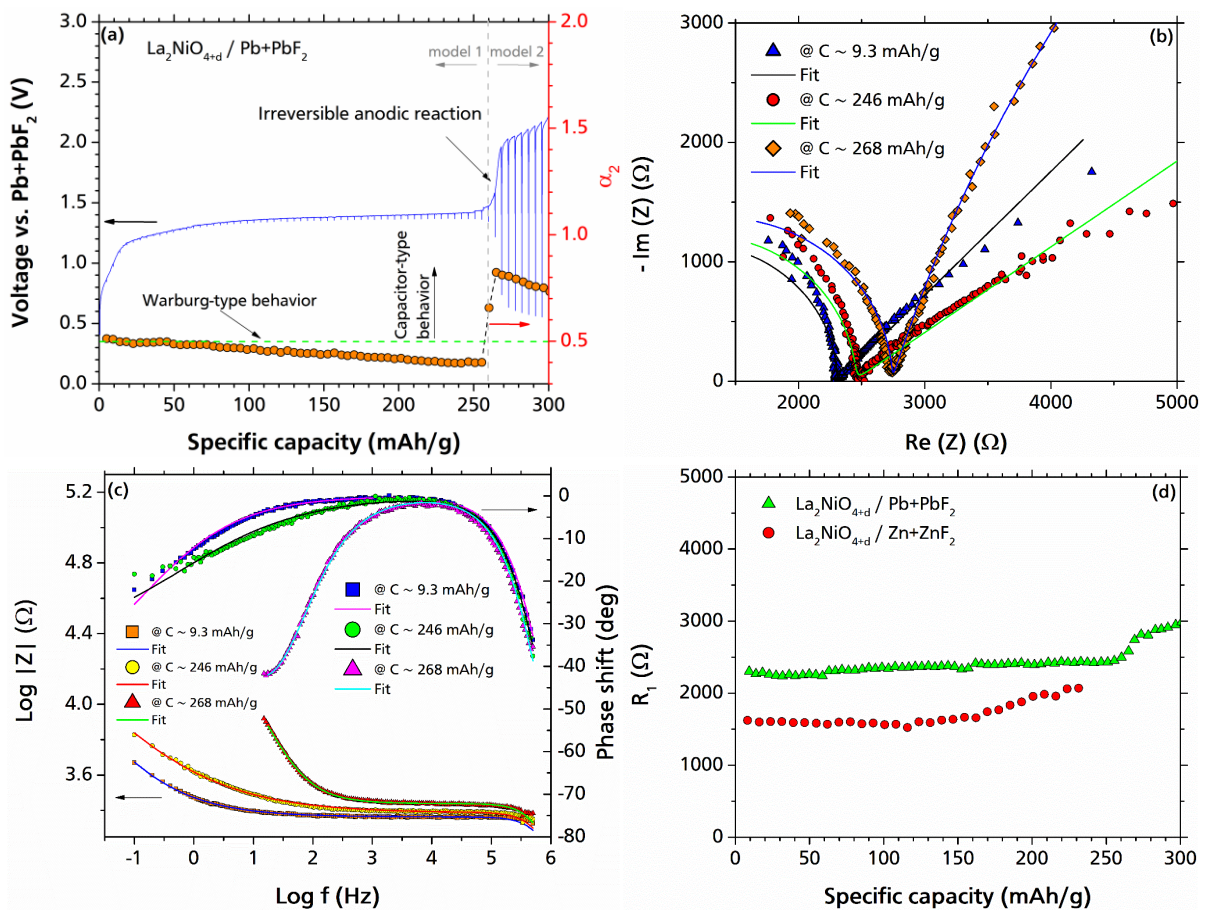 (a)
La2NiO4+d / Pb+PbF2
model 1
model 2
Irreversible anodic reaction
Warburg-type behavior
Capacitor-type
behavior
Voltage vs. Pb+PbF2 (V)
3.0
2.5
2.0
1.5
1.0
0.5
0.0
2.0
1.5
1.0
0.5
α2
0
50
100
150
200
250
300
Specific capacity (mAh/g)
(b)
@ C ~ 9.3 mAh/g
Fit
@ C ~ 246 mAh/g
Fit
@ C ~ 268 mAh/g
Fit
- Im (Z) (Ω)
3000
2000
1000
0
2000
3000
4000
5000
Re (Z) (Ω)
(c)
Log |Z| (Ω)
5.2
4.8
4.4
4.0
3.6
@ C ~ 9.3 mAh/g
Fit
@ C ~ 246 mAh/g
Fit
@ C ~ 268 mAh/g
Fit
@ C ~ 9.3 mAh/g
Fit
@ C ~ 246 mAh/g
Fit
@ C ~ 268 mAh/g
Fit
0
-10
-20
-30
-40
-50
-60
-70
-80
Phase shift (deg)
-1
0
1
2
3
4
5
6
Log f (Hz)
(d)
La2NiO4+d / Pb+PbF2
La2NiO4+d / Zn+ZnF2
R1 (Ω)
5000
4000
3000
2000
1000
0
0
50
100
150
200
250
300
Specific capacity (mAh/g)